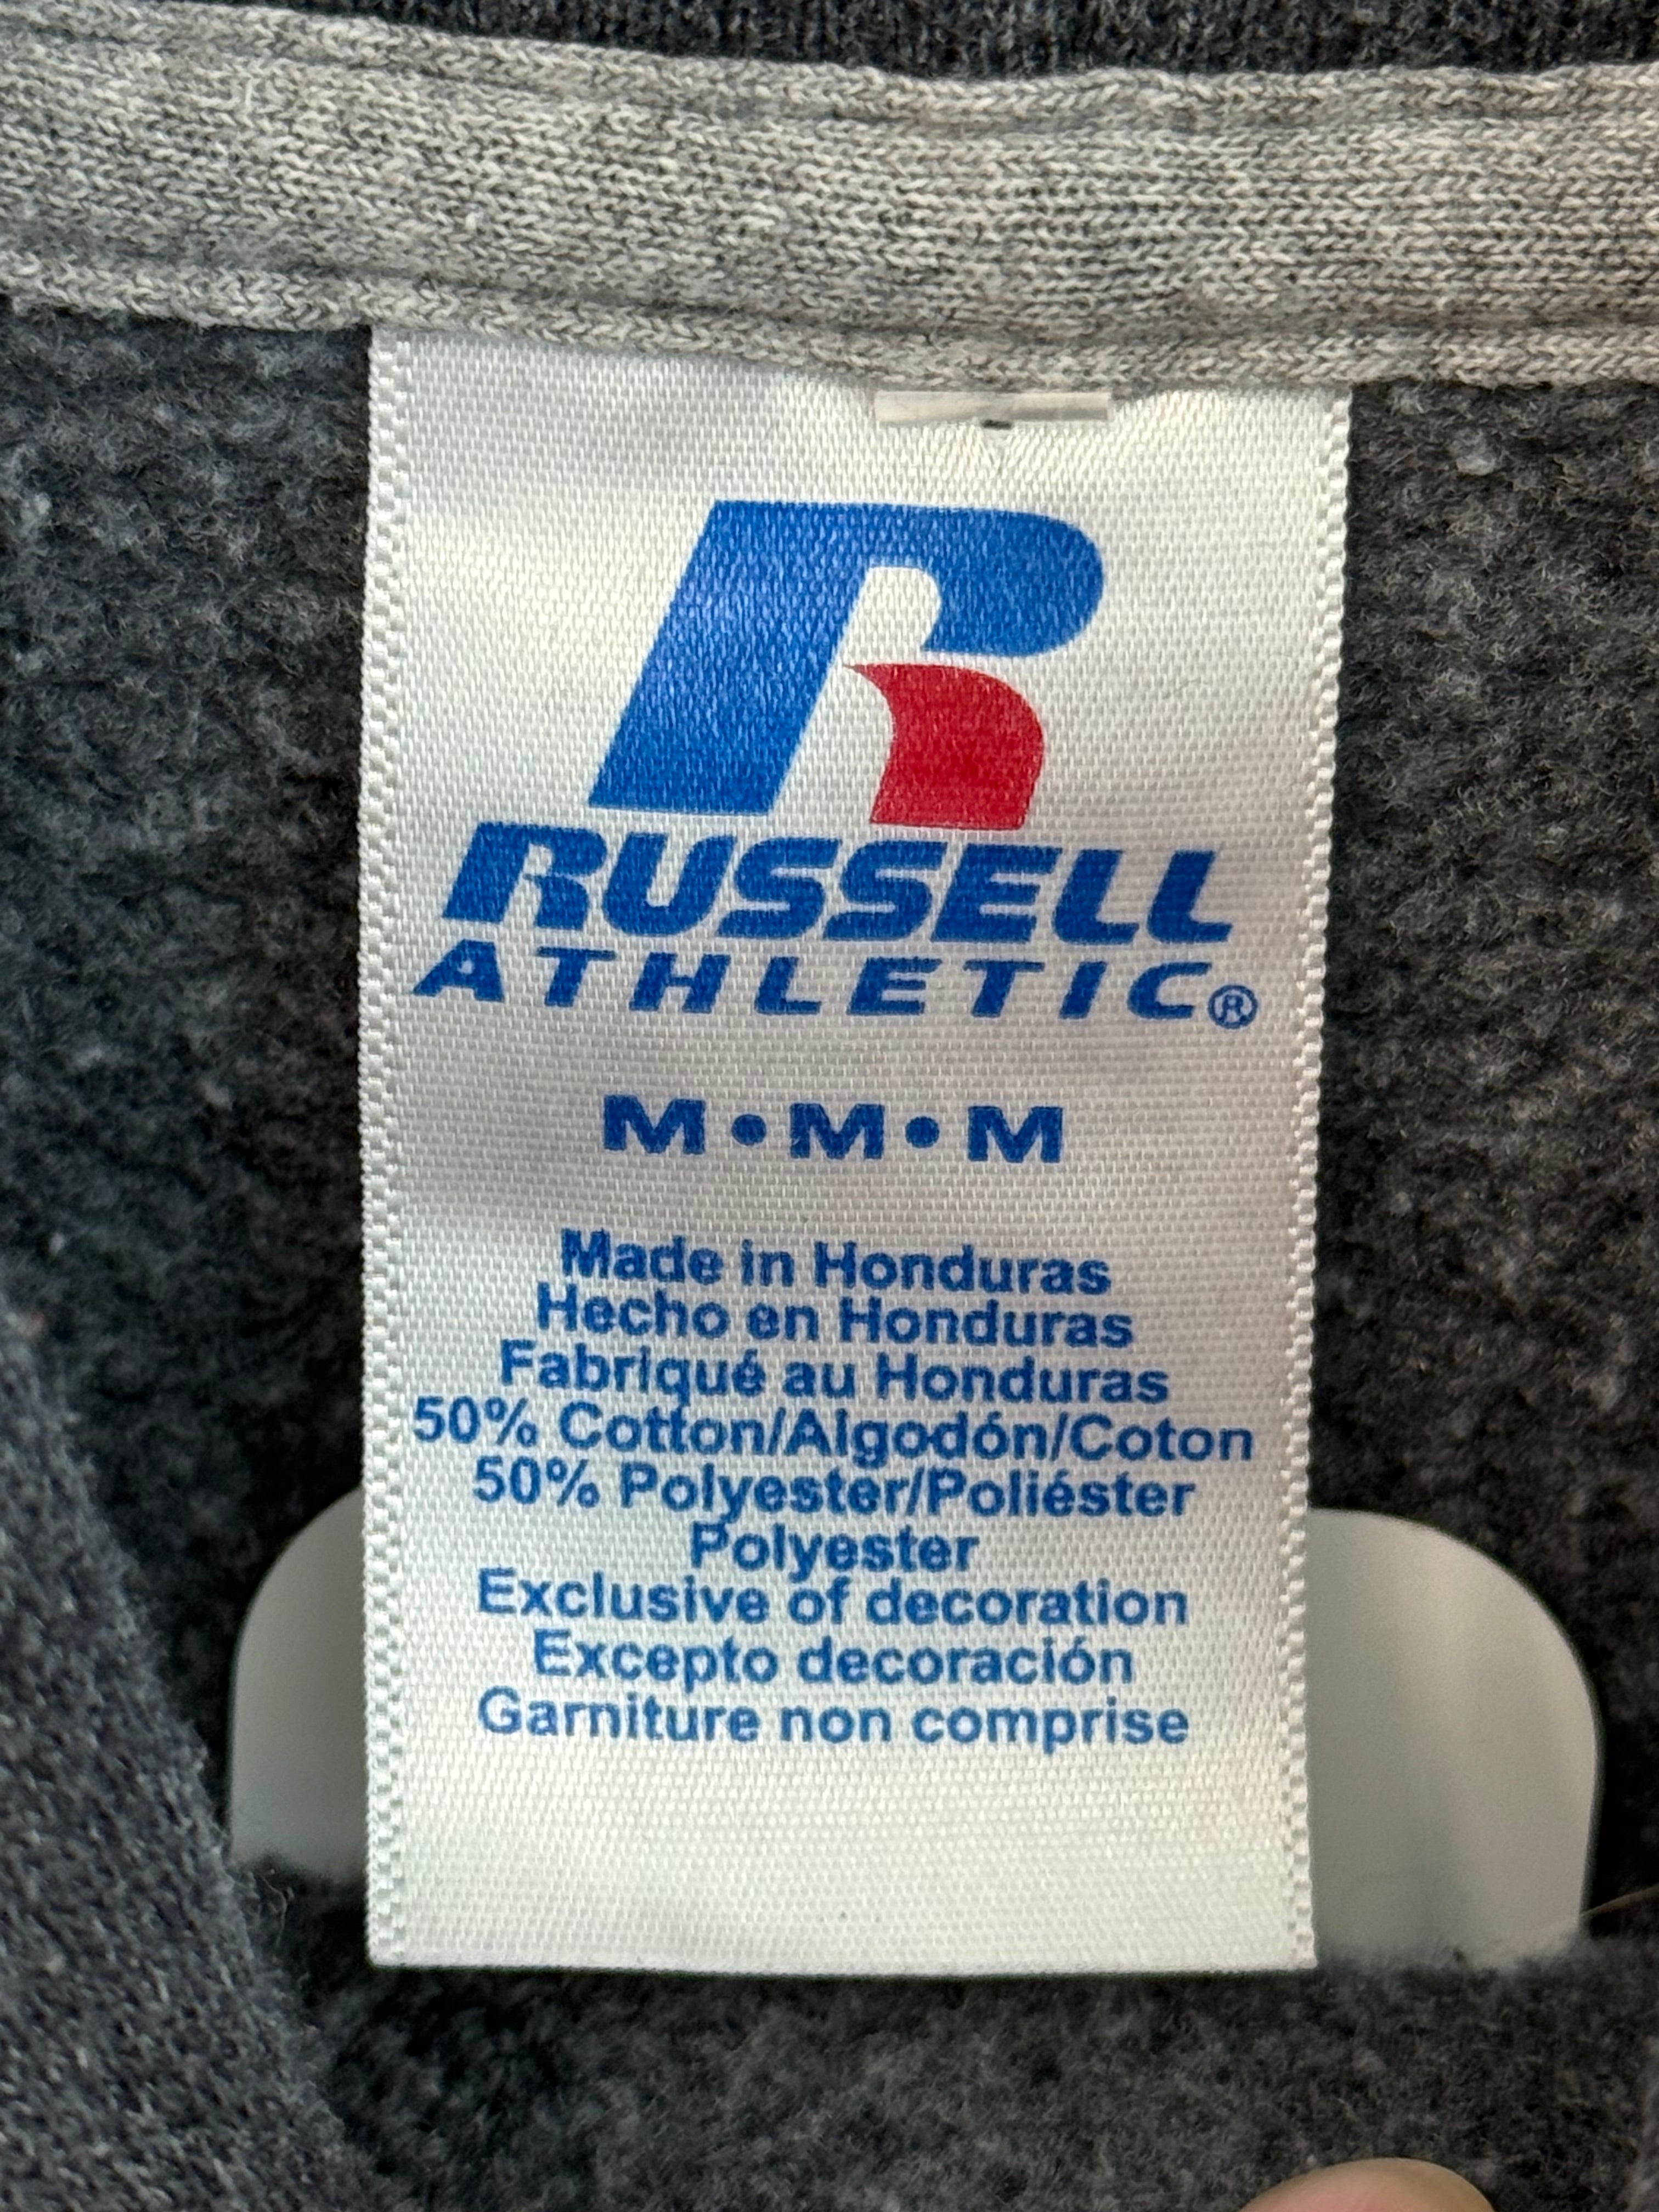 R
RUSSELL
ATHLETIC®
M•M•M
Made in Honduras
Hecho en Honduras
Fabriqué au Honduras
50% Cotton/Algodón/Coton
50% Polyester/Poliéster
Polyester
Exclusive of decoration
Excepto decoración
Garniture non comprise